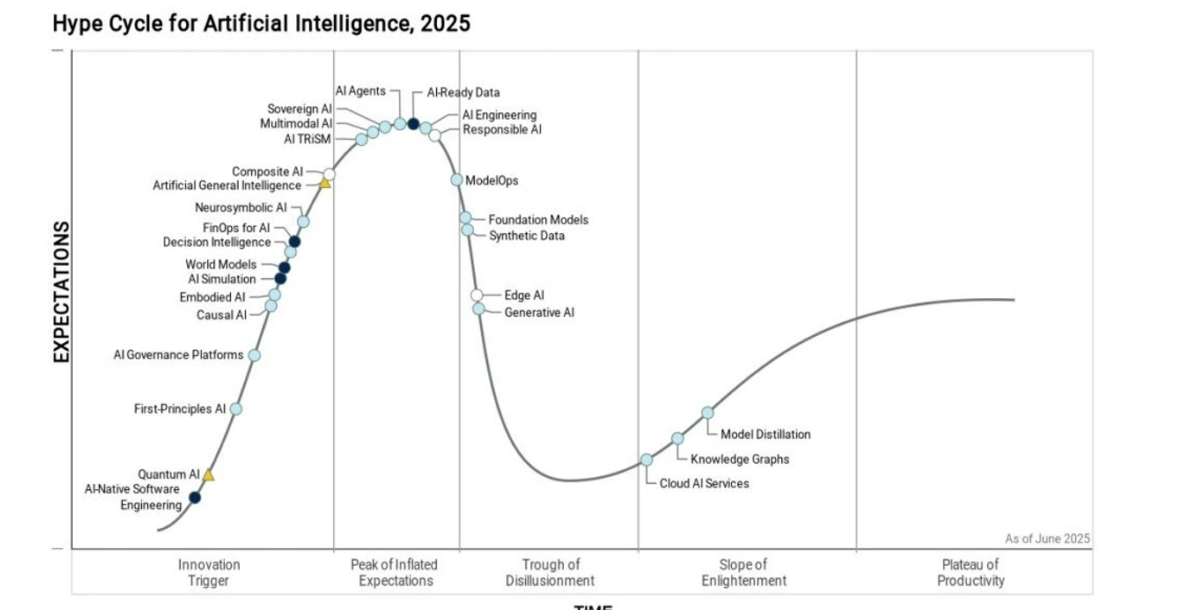 Hype Cycle for Artificial Intelligence, 2025
EXPECTATIONS
AI Agents
AI-Ready Data
Sovereign AI
AI Engineering
Multimodal AI
Responsible AI
AI TRiSM
Composite AI
Artificial General Intelligence
ModelOps
Neurosymbolic AI
Foundation Models
FinOps for AI
Synthetic Data
Decision Intelligence
World Models
AI Simulation
Embodied AI
Edge AI
Causal AI
Generative AI
AI Governance Platforms
First-Principles AI
Model Distillation
Knowledge Graphs
Quantum AI
Cloud AI Services
AI-Native Software
Engineering
As of June 2025
Innovation
Trigger
Peak of Inflated
Expectations
Trough of
Disillusionment
Slope of
Enlightenment
Plateau of
Productivity
TIME